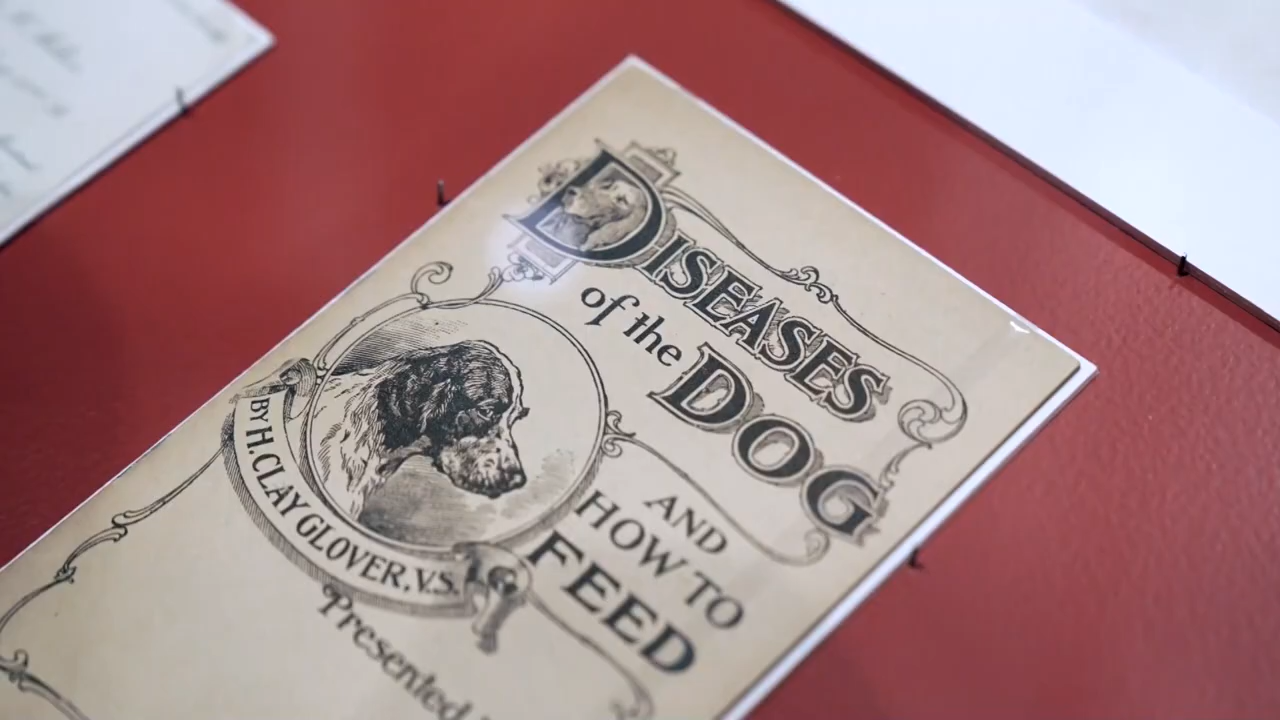 DISEASES
of the DOG
AND
HOW TO
FEED
BY H. CLAY GLOVER, V.S.
Presented